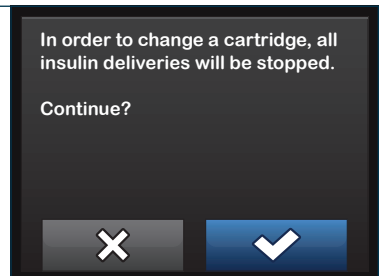 In order to change a cartridge, all
insulin deliveries will be stopped.
Continue?